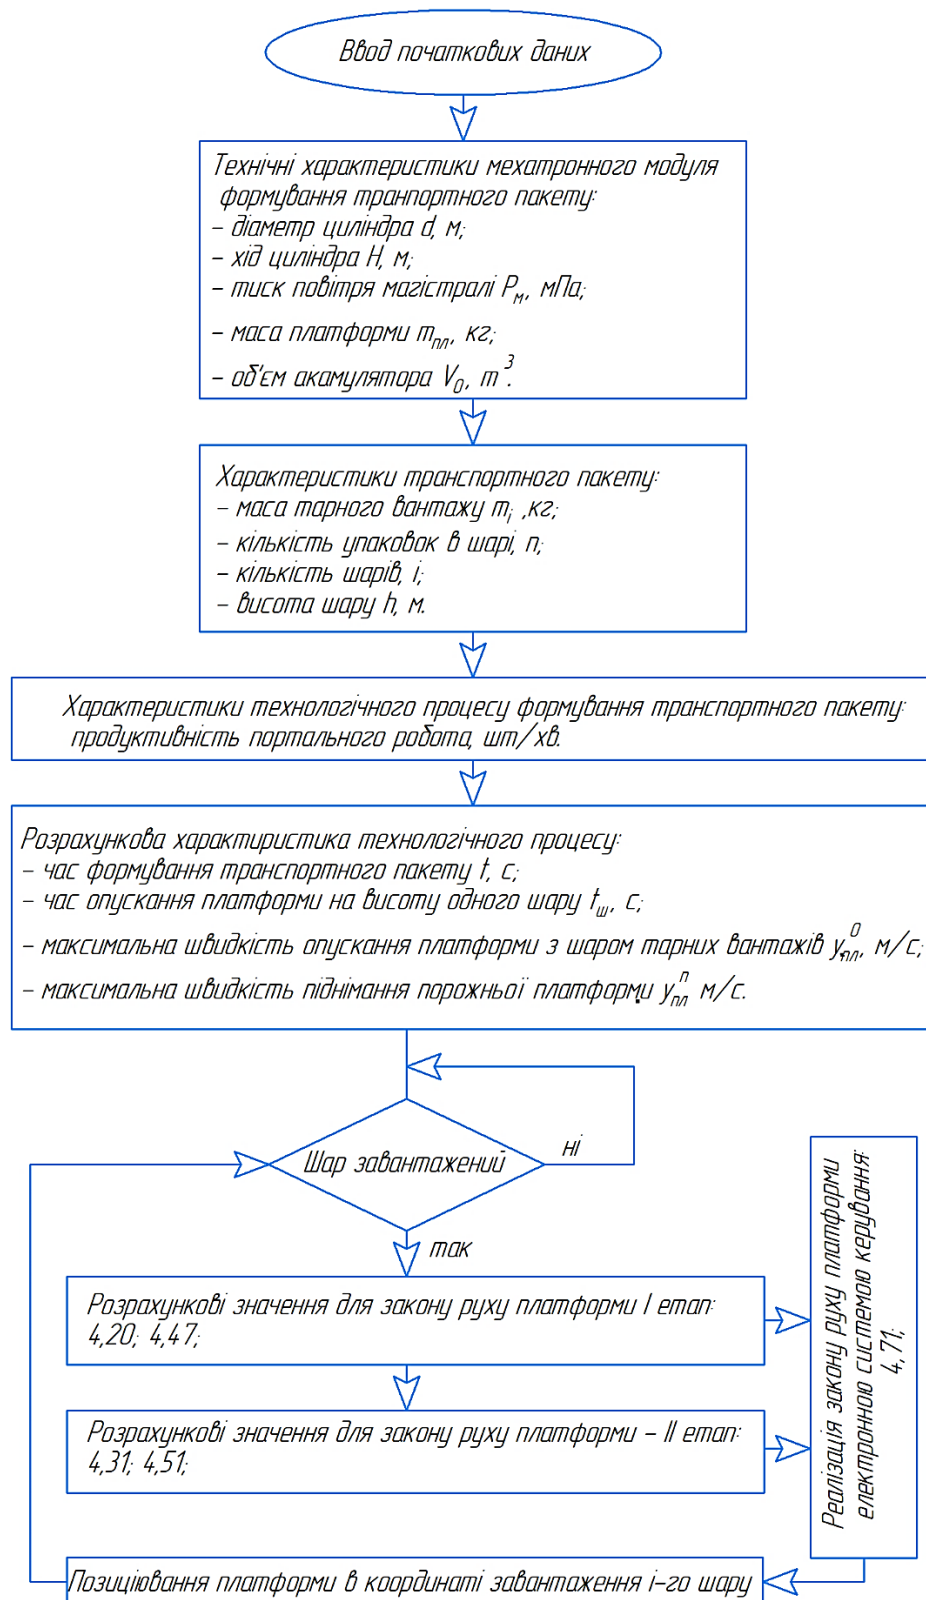 Ввод початкових даних
Технічні характеристики мехатронного модуля
формування транпортного пакету:
– діаметр циліндра d, м;
– хід циліндра H, м;
– тиск повітря магістралі Pм, мПа;
– маса платформи mпл, кг;
– об'єм акамулятора V0, m³.
Характеристики транспортного пакету:
– маса тарного вантажу mi ,кг;
– кількість упаковок в шарі, n;
– кількість шарів, i;
– висота шару h, м.
Характеристики технологічного процесу формування транспортного пакету:
продуктивність портального робота, шт/хв.
Розрахункова характиристика технологічного процесу:
– час формування транспортного пакету t, с;
– час опускання платформи на висоту одного шару tш, с;
– максимальна швидкість опускання платформи з шаром тарних вантажів yпл⁰, м/с;
– максимальна швидкість піднімання порожньої платформи yплⁿ м/с.
Шар завантажений
ні
так
Розрахункові значення для закону руху платформи I етап:
4,20; 4,47;
Розрахункові значення для закону руху платформи – II етап:
4,31; 4,51;
Реалізація закону руху платформи
електронною системою керування:
4,71;
Позиціювання платформи в координаті завантаження i-го шару